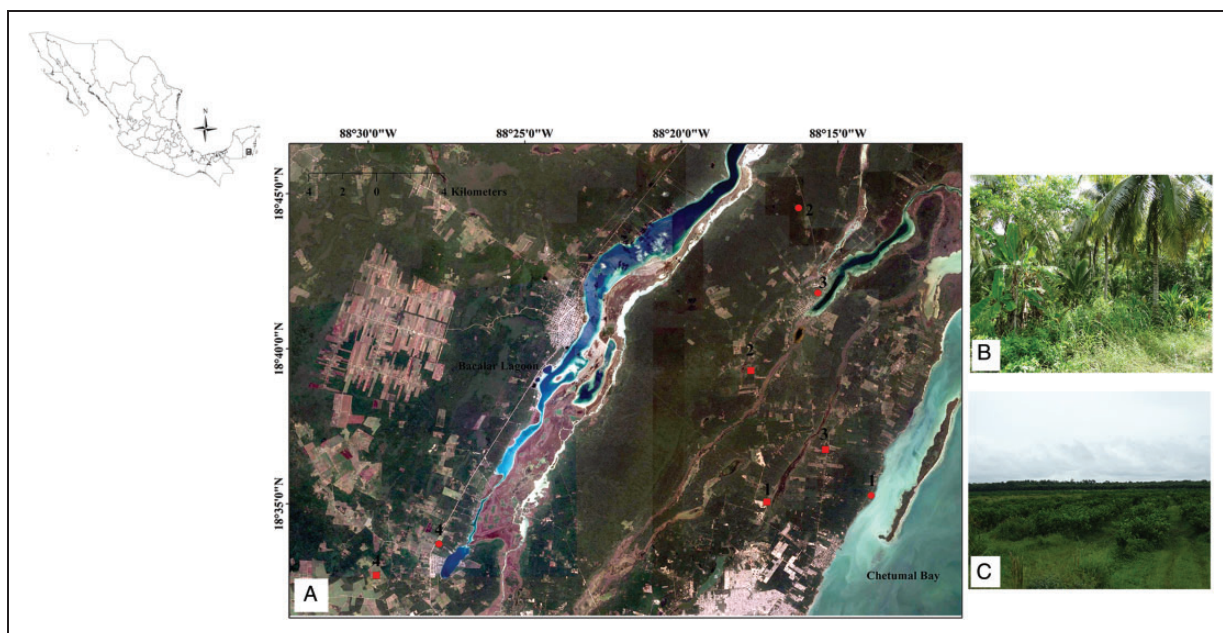 N
88°30'0"W 88°25'0"W 88°20'0"W 88°15'0"W
4 2 0 4 Kilometers
18°45'0"N
2
3
18°40'0"N
Bacalar Lagoon
2
3
18°35'0"N
1
1
4
4
Chetumal Bay
A
B
C